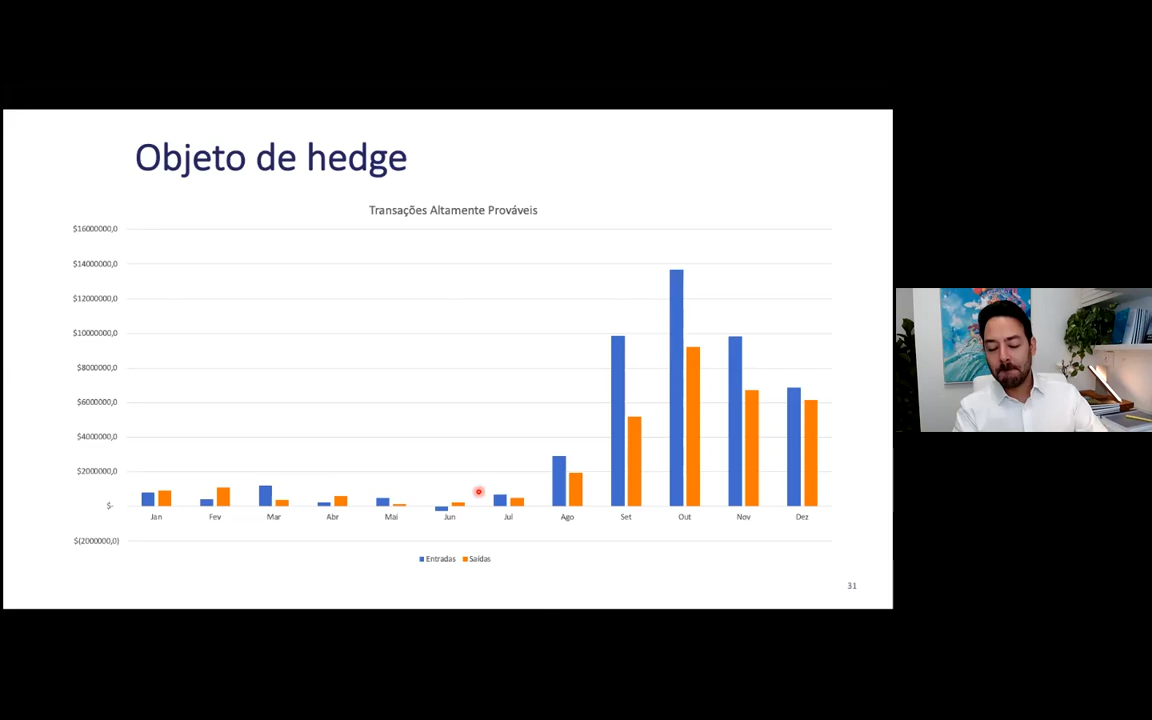 Objeto de hedge
Transações Altamente Prováveis
$16000000,0
$14000000,0
$12000000,0
$10000000,0
$8000000,0
$6000000,0
$4000000,0
$2000000,0
$-
$(2000000,0)
Jan Fev Mar Abr Mai Jun Jul Ago Set Out Nov Dez
Entradas Saídas
31